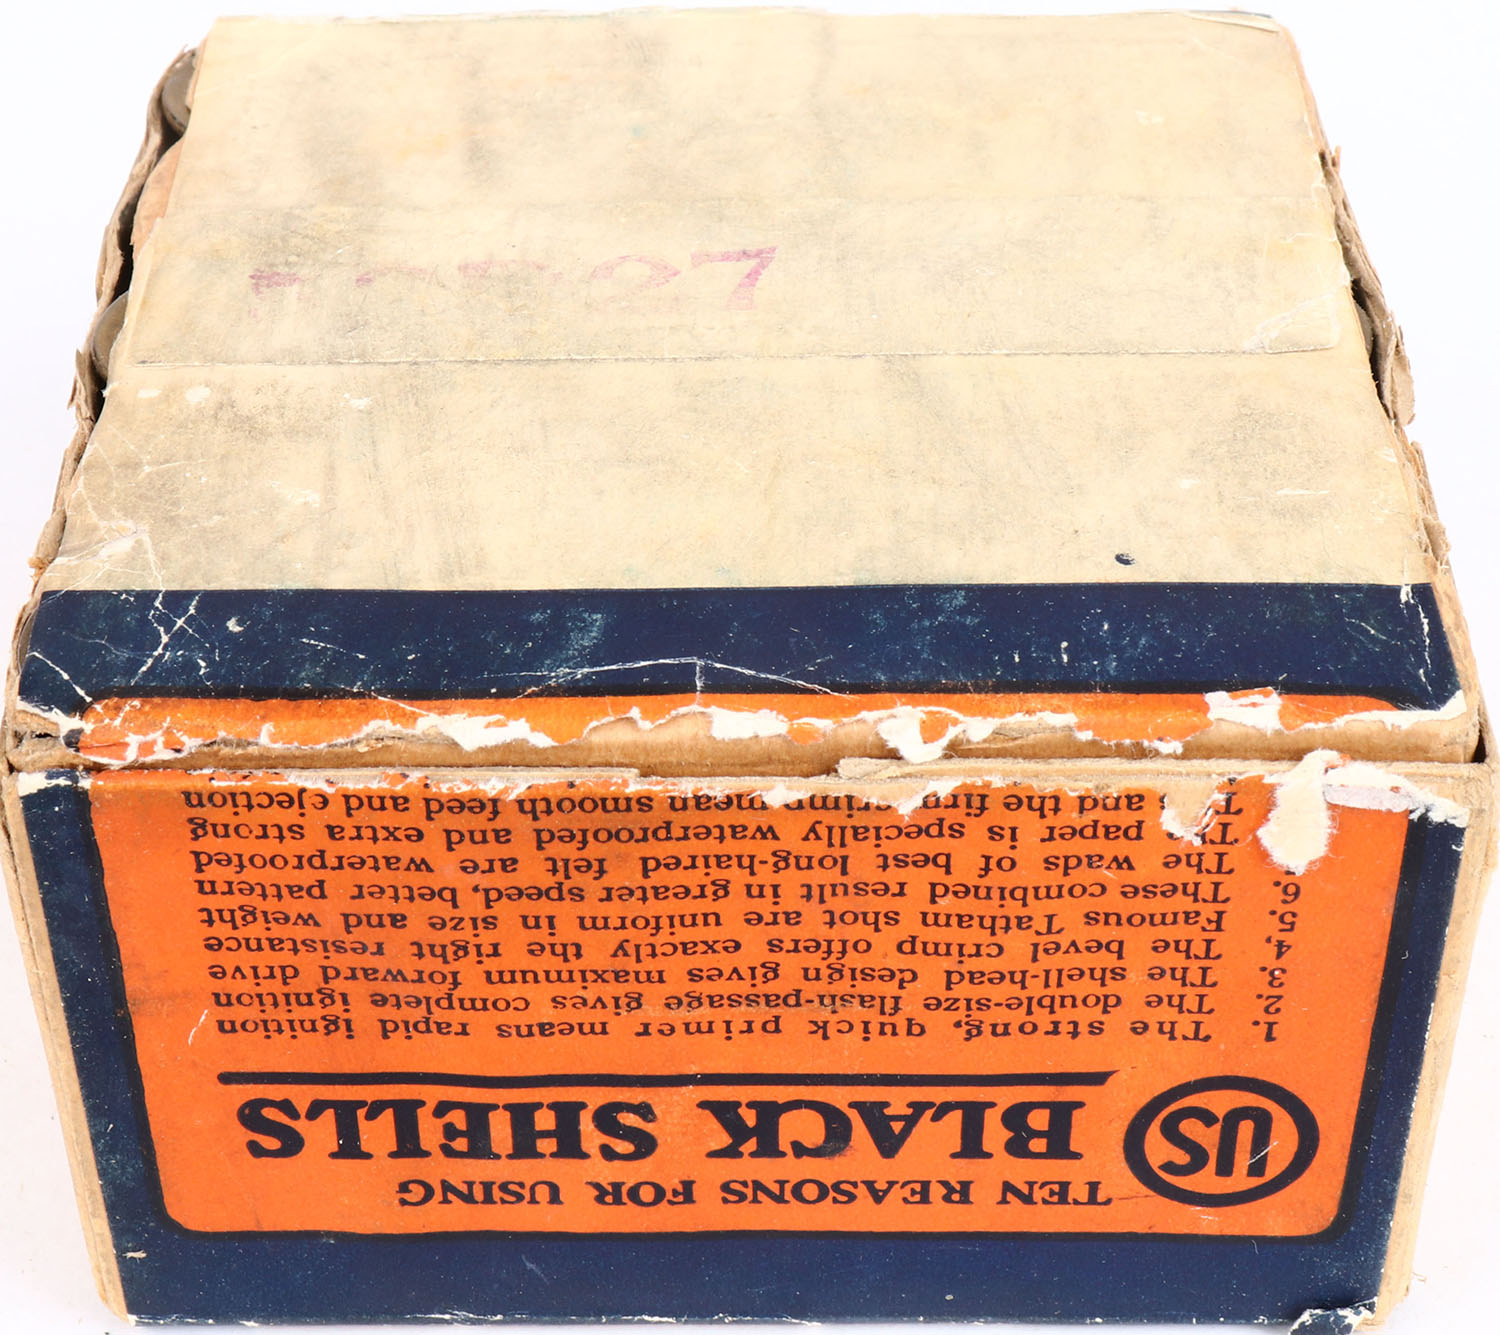 27
TEN REASONS FOR USING
US
BLACK SHELLS
1. The strong, quick primer means rapid ignition
2. The double-size flash-passage gives complete ignition
3. The shell-head design gives maximum forward drive
4, The bevel crimp offers exactly the right resistance
5. Famous Tatham shot are uniform in size and weight
6. These combined result in greater speed, better pattern
The wads of best long-haired felt are waterproofed
The paper is specially waterproofed and extra strong
and the firm crimp mean smooth feed and ejection